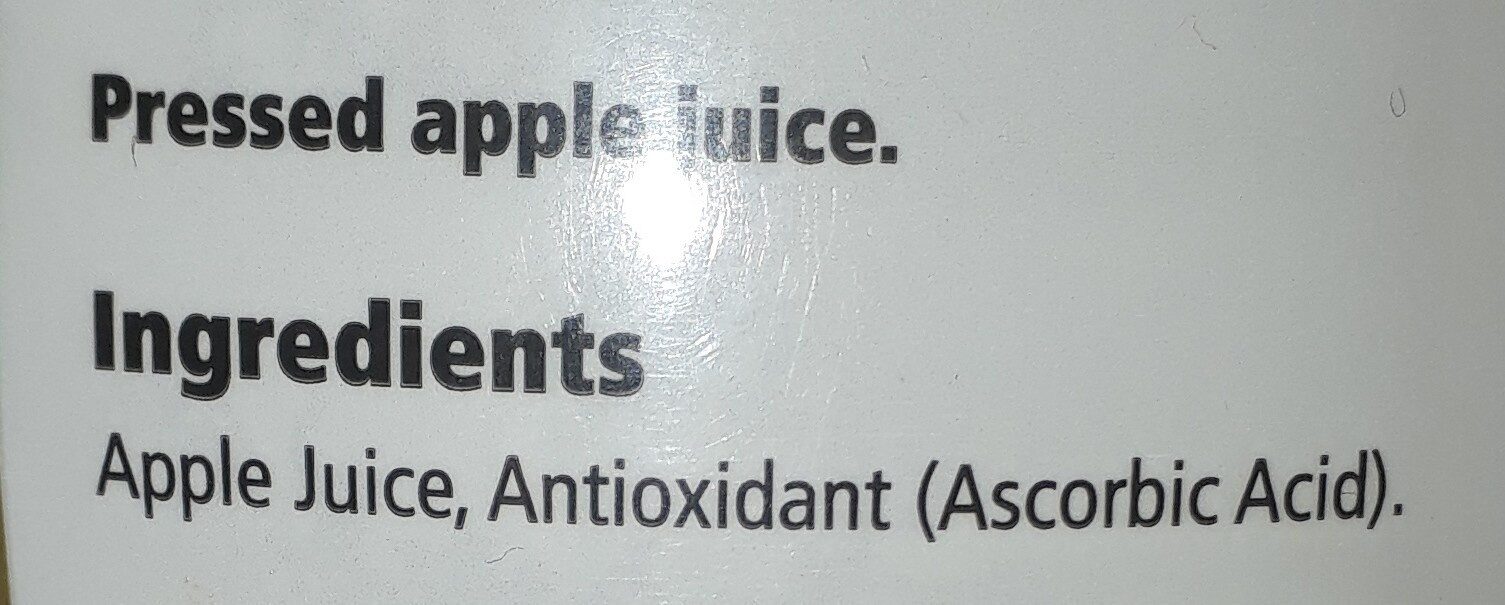 Pressed apple juice.
Ingredients
Apple Juice, Antioxidant (Ascorbic Acid).